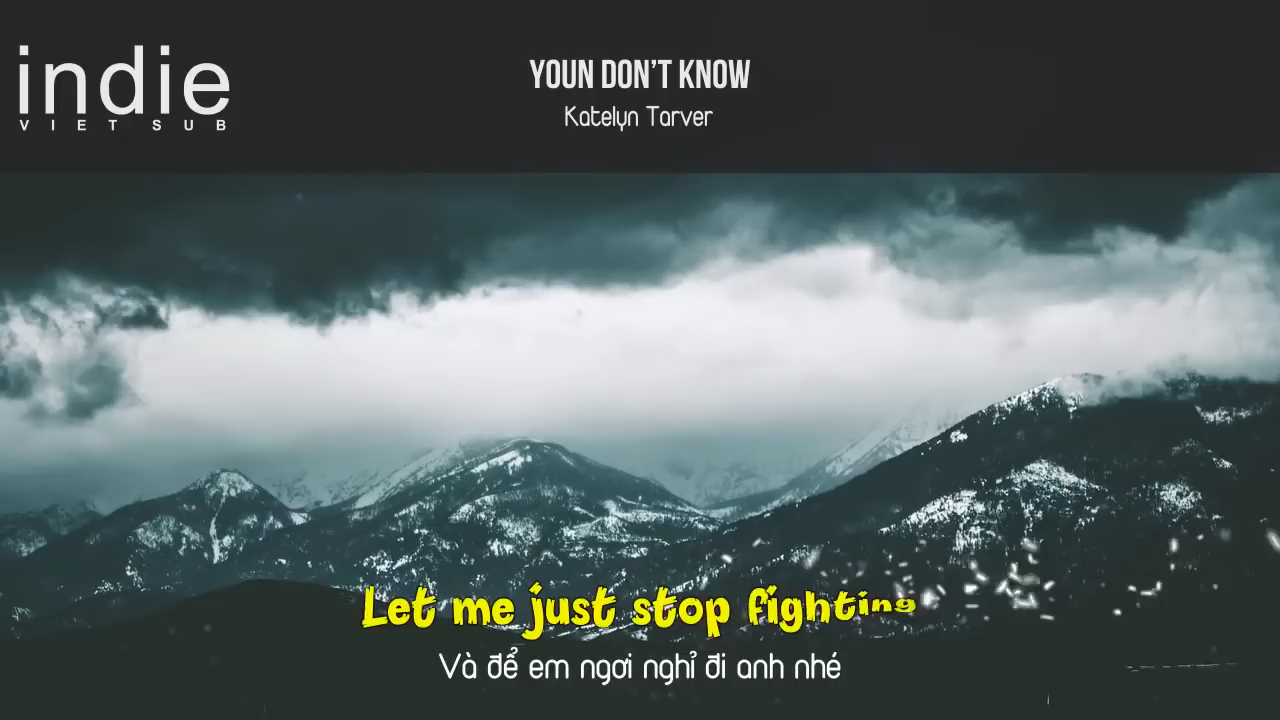 indie
VIET SUB
YOUN DON'T KNOW
Katelyn Tarver
Let me just stop fighting
Và để em ngơi nghỉ đi anh nhé